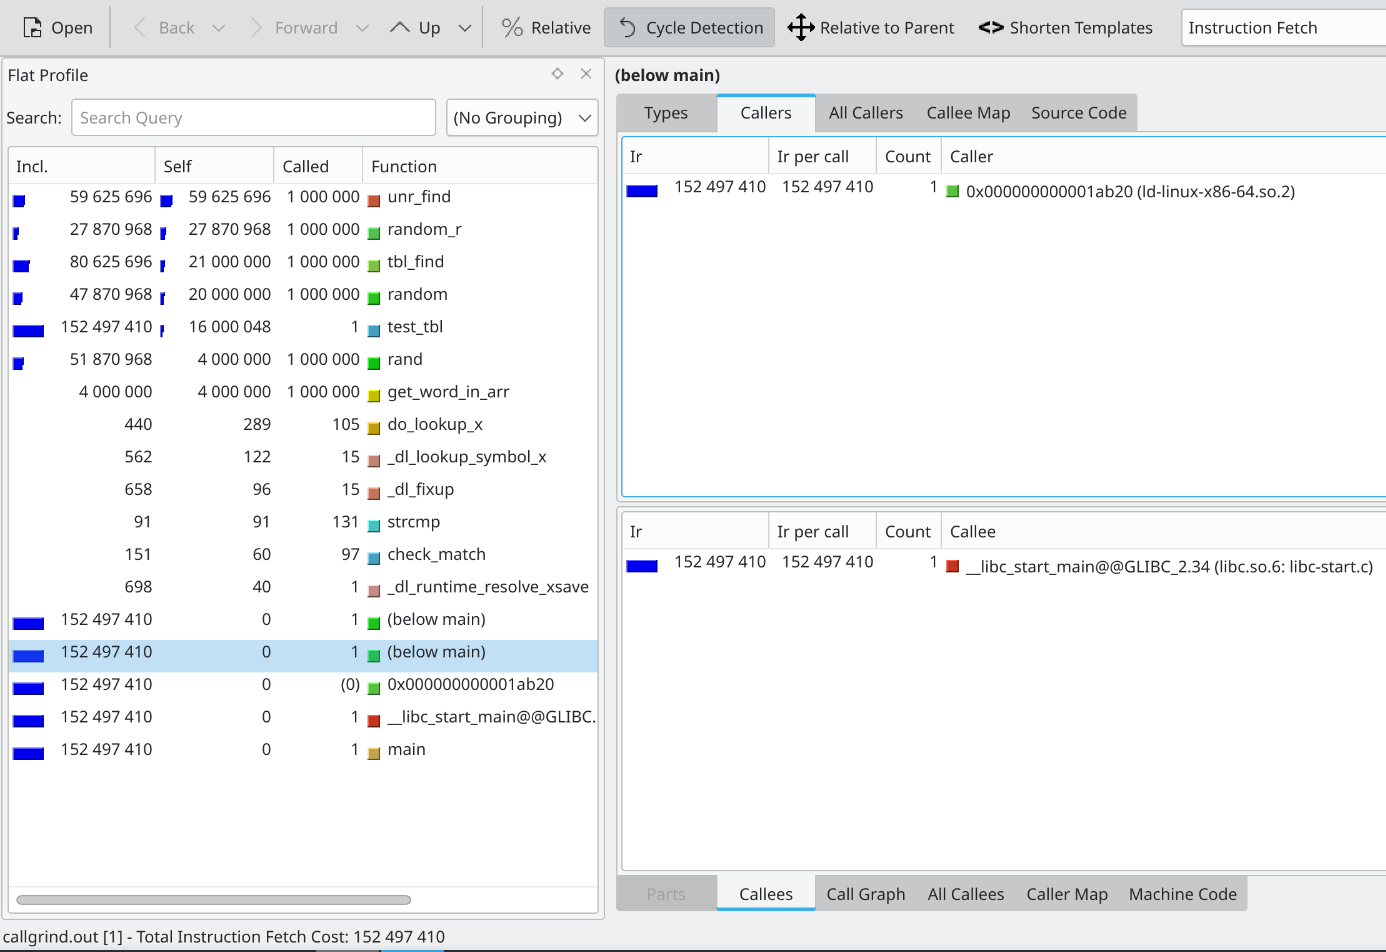 Open Back Forward Up Relative Cycle Detection Relative to Parent <> Shorten Templates Instruction Fetch
Flat Profile
Search: Search Query (No Grouping)
Incl. Self Called Function
59 625 696 59 625 696 1 000 000 unr_find
27 870 968 27 870 968 1 000 000 random_r
80 625 696 21 000 000 1 000 000 tbl_find
47 870 968 20 000 000 1 000 000 random
152 497 410 16 000 048 1 test_tbl
51 870 968 4 000 000 1 000 000 rand
4 000 000 4 000 000 1 000 000 get_word_in_arr
440 289 105 do_lookup_x
562 122 15 _dl_lookup_symbol_x
658 96 15 _dl_fixup
91 91 131 strcmp
151 60 97 check_match
698 40 1 _dl_runtime_resolve_xsave
152 497 410 0 1 (below main)
152 497 410 0 1 (below main)
152 497 410 0 (0) 0x000000000001ab20
152 497 410 0 1 __libc_start_main@@GLIBC.
152 497 410 0 1 main
(below main)
Types Callers All Callers Callee Map Source Code
Ir Ir per call Count Caller
152 497 410 152 497 410 1 0x000000000001ab20 (ld-linux-x86-64.so.2)
Ir Ir per call Count Callee
152 497 410 152 497 410 1 __libc_start_main@@GLIBC_2.34 (libc.so.6: libc-start.c)
Parts Callees Call Graph All Callees Caller Map Machine Code
callgrind.out [1] - Total Instruction Fetch Cost: 152 497 410